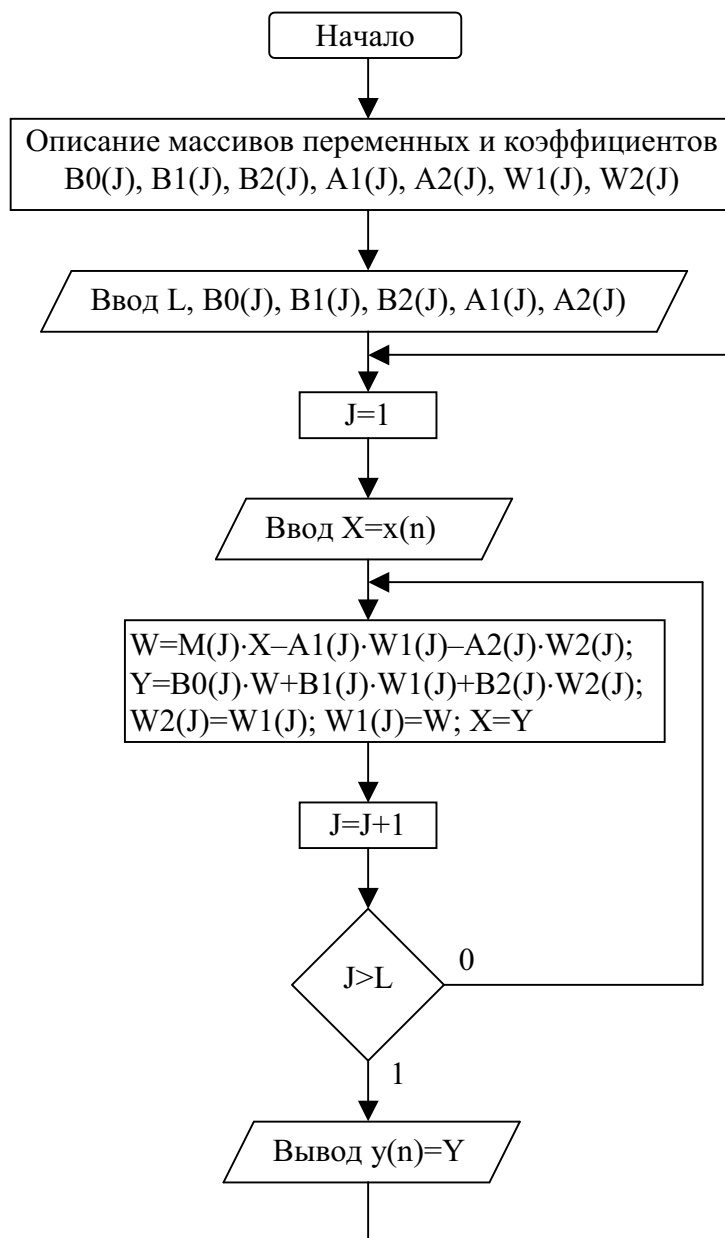 Начало
Описание массивов переменных и коэффициентов
B0(J), B1(J), B2(J), A1(J), A2(J), W1(J), W2(J)
Ввод L, B0(J), B1(J), B2(J), A1(J), A2(J)
J=1
Ввод X=x(n)
W=M(J)·X–A1(J)·W1(J)–A2(J)·W2(J);
Y=B0(J)·W+B1(J)·W1(J)+B2(J)·W2(J);
W2(J)=W1(J); W1(J)=W; X=Y
J=J+1
J>L
0
1
Вывод y(n)=Y